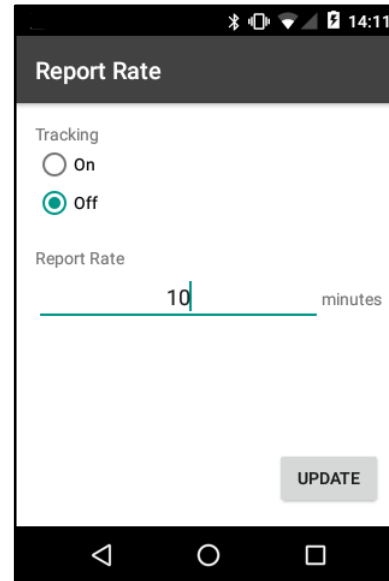 14:11
Report Rate
Tracking
On
Off
Report Rate
10 minutes
UPDATE